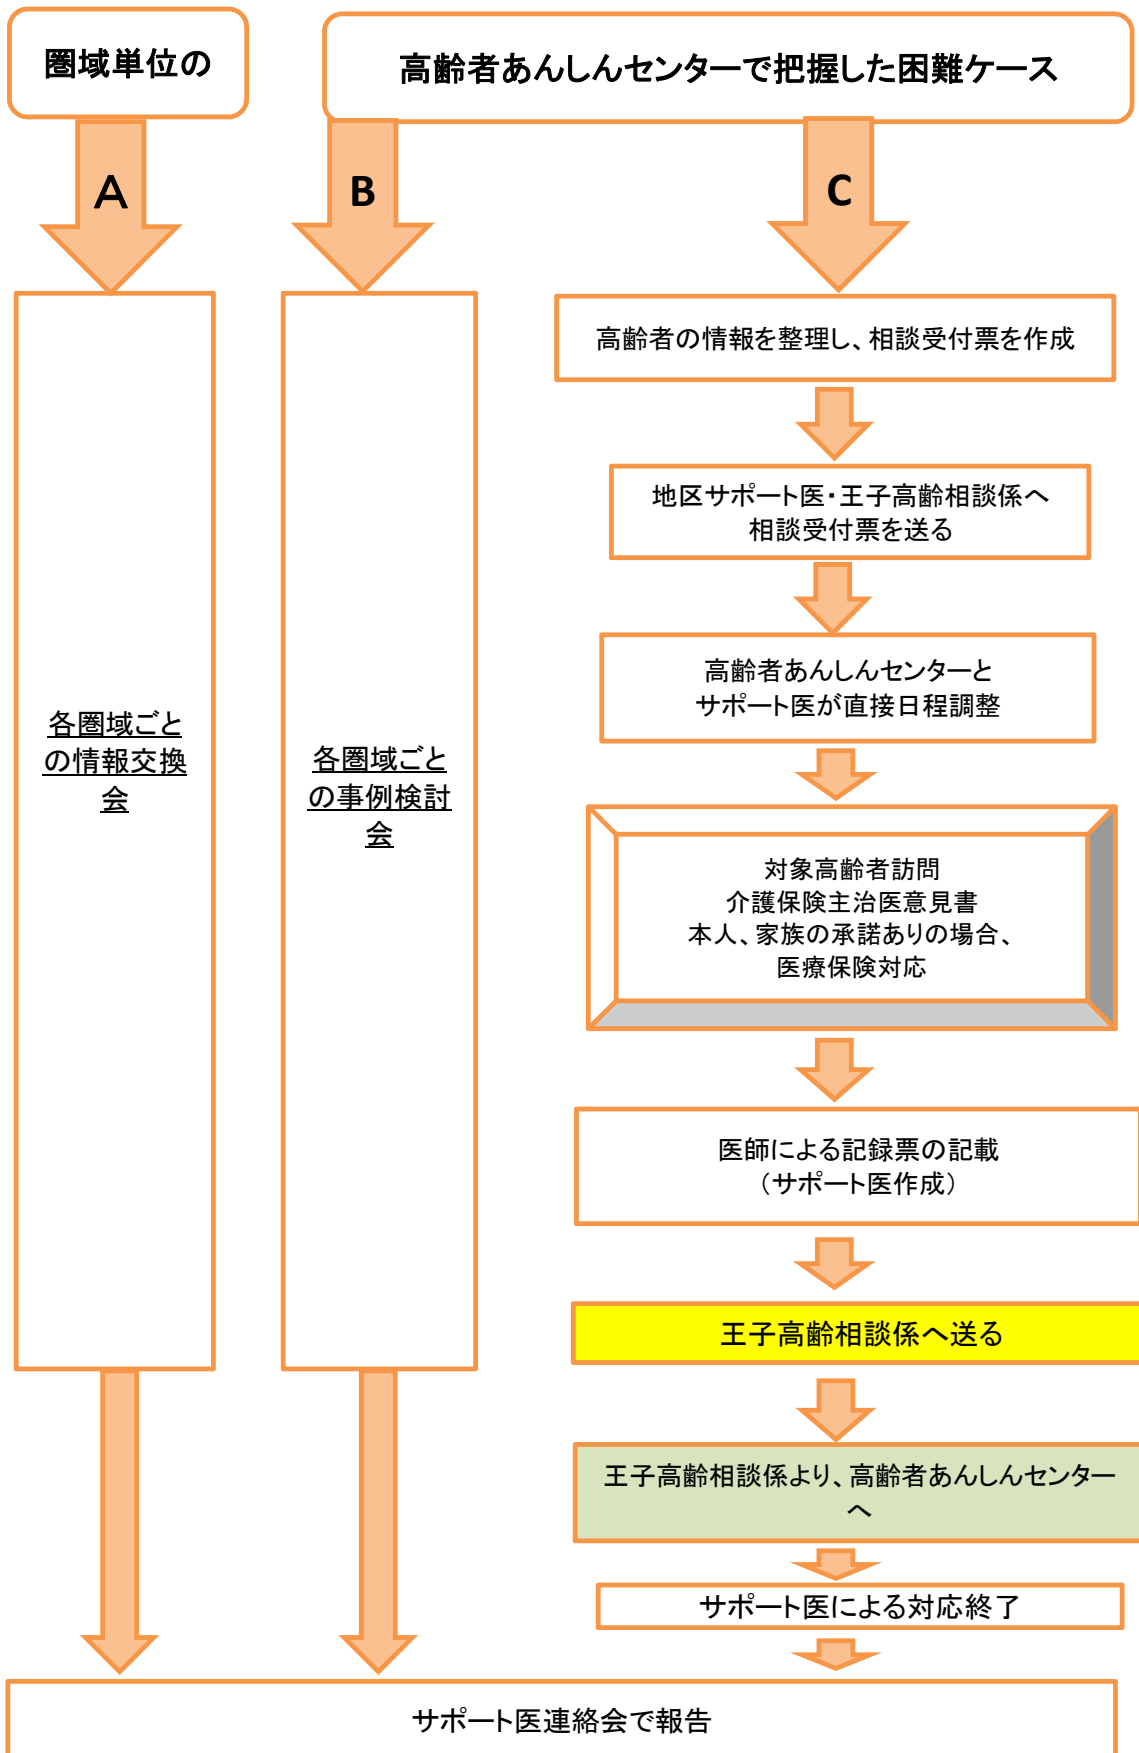 圏域単位の
高齢者あんしんセンターで把握した困難ケース
A
B
C
各圏域ごと
の情報交換
会
各圏域ごと
の事例検討
会
高齢者の情報を整理し、相談受付票を作成
地区サポート医・王子高齢相談係へ
相談受付票を送る
高齢者あんしんセンターと
サポート医が直接日程調整
対象高齢者訪問
介護保険主治医意見書
本人、家族の承諾ありの場合、
医療保険対応
医師による記録票の記載
（サポート医作成）
王子高齢相談係へ送る
王子高齢相談係より、高齢者あんしんセンター
へ
サポート医による対応終了
サポート医連絡会で報告